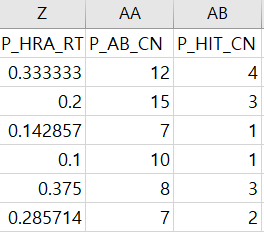 Z AA AB
P_HRA_RT P_AB_CN P_HIT_CN
0.333333 12 4
0.2 15 3
0.142857 7 1
0.1 10 1
0.375 8 3
0.285714 7 2